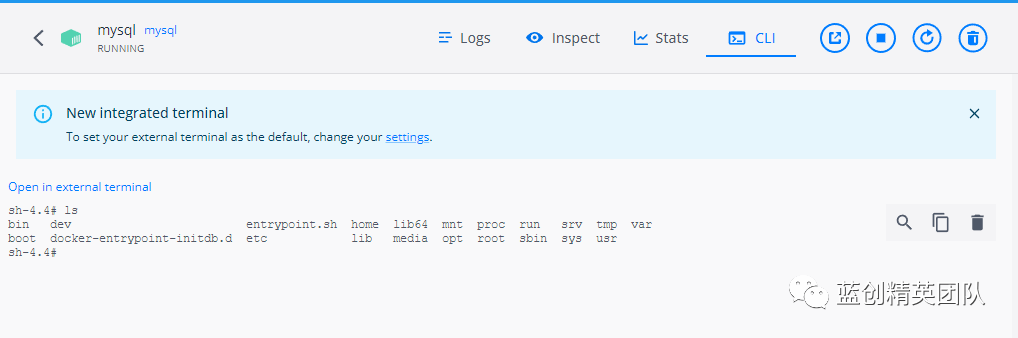 mysql mysql
RUNNING
Logs Inspect Stats CLI
New integrated terminal
To set your external terminal as the default, change your settings.
Open in external terminal
sh-4.4# ls
bin dev entrypoint.sh home lib64 mnt proc run srv tmp var
boot docker-entrypoint-initdb.d etc lib media opt root sbin sys usr
sh-4.4#
蓝创精英团队